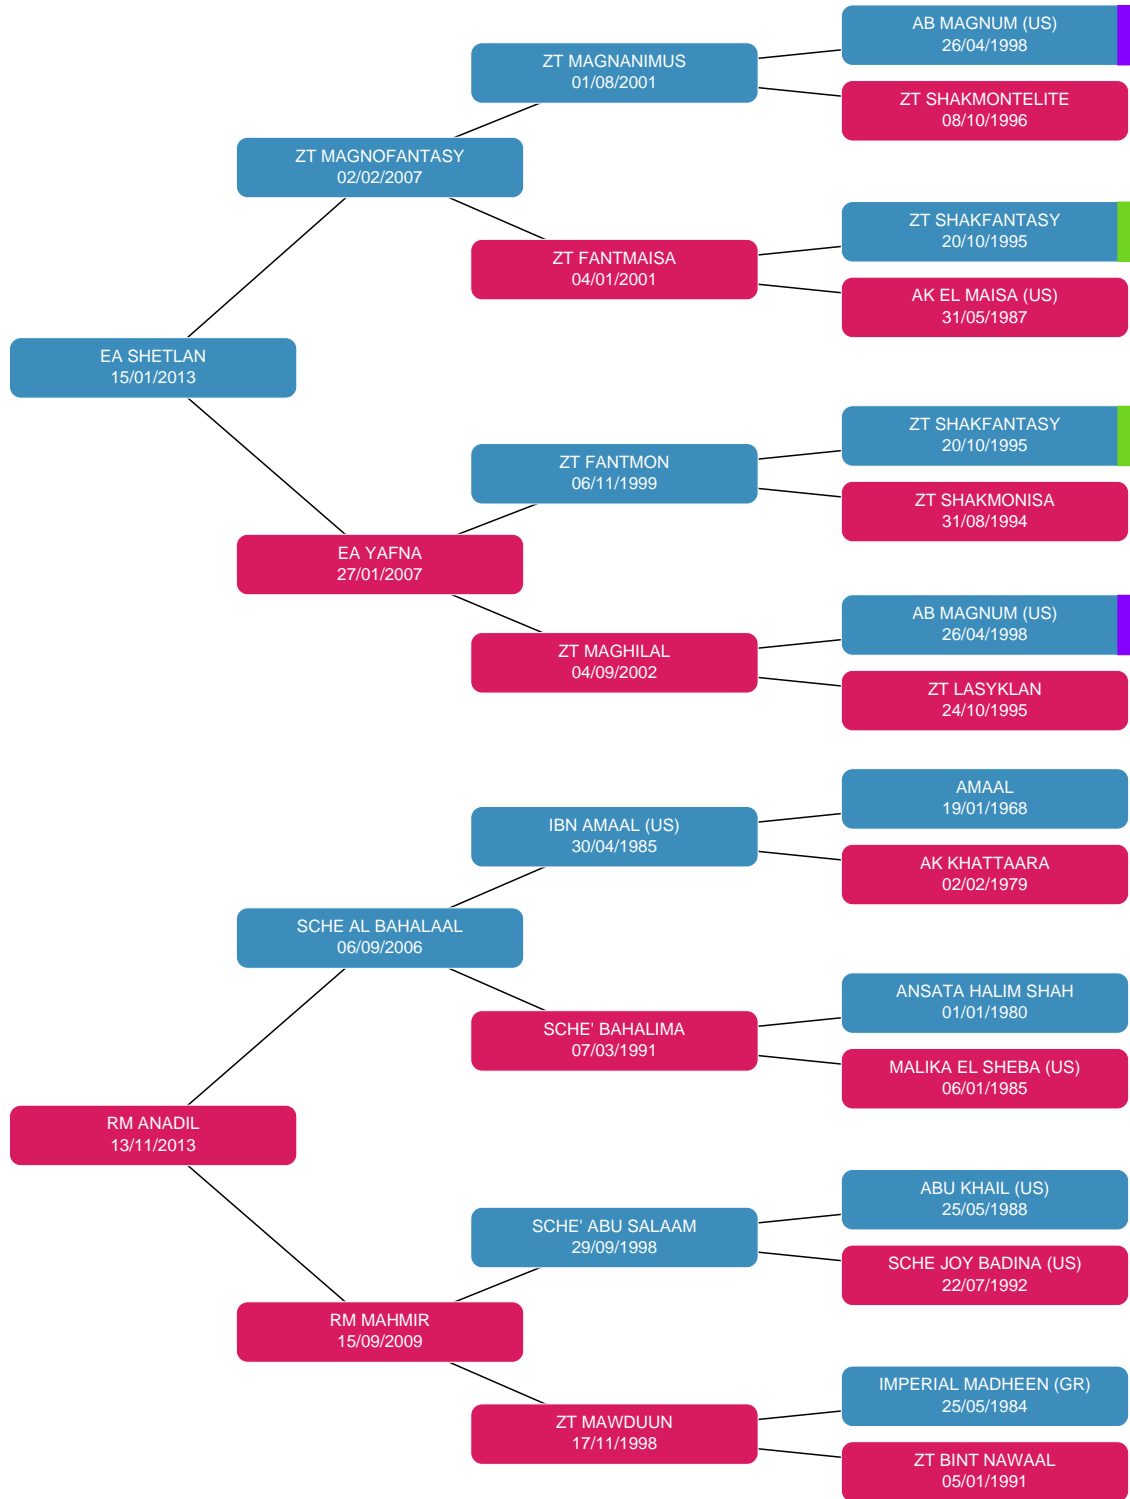 AB MAGNUM (US)
26/04/1998
ZT MAGNANIMUS
01/08/2001
ZT SHAKMONTELITE
08/10/1996
ZT MAGNOFANTASY
02/02/2007
ZT SHAKFANTASY
20/10/1995
ZT FANTMAISA
04/01/2001
AK EL MAISA (US)
31/05/1987
EA SHETLAN
15/01/2013
ZT SHAKFANTASY
20/10/1995
ZT FANTMON
06/11/1999
ZT SHAKMONISA
31/08/1994
EA YAFNA
27/01/2007
AB MAGNUM (US)
26/04/1998
ZT MAGHILAL
04/09/2002
ZT LASYKLAN
24/10/1995
AMAAL
19/01/1968
IBN AMAAL (US)
30/04/1985
AK KHATTAARA
02/02/1979
SCHE AL BAHALAAL
06/09/2006
ANSATA HALIM SHAH
01/01/1980
SCHE' BAHALIMA
07/03/1991
MALIKA EL SHEBA (US)
06/01/1985
RM ANADIL
13/11/2013
ABU KHAIL (US)
25/05/1988
SCHE' ABU SALAAM
29/09/1998
SCHE JOY BADINA (US)
22/07/1992
RM MAHMIR
15/09/2009
IMPERIAL MADHEEN (GR)
25/05/1984
ZT MAWDUUN
17/11/1998
ZT BINT NAWAAL
05/01/1991